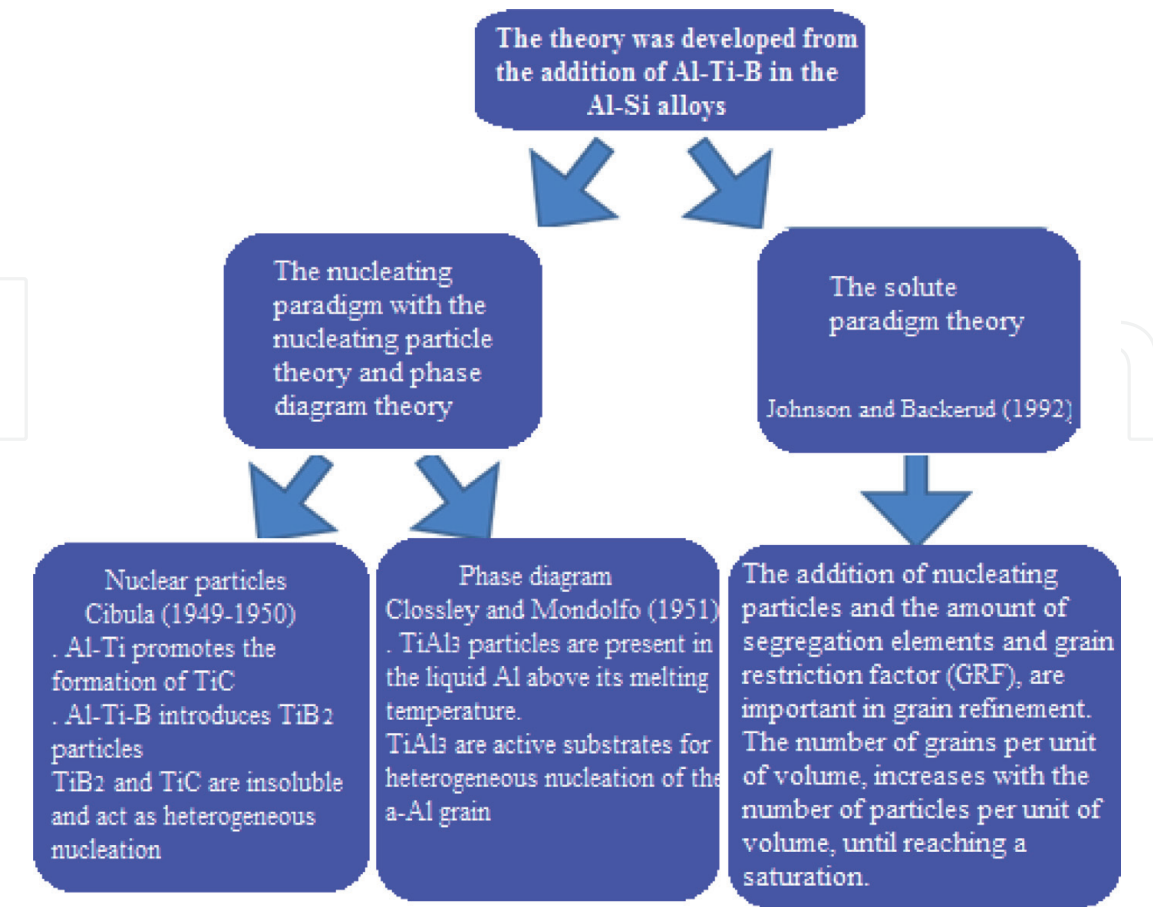 The theory was developed from
the addition of Al-Ti-B in the
Al-Si alloys
The nucleating
paradigm with the
nucleating particle
theory and phase
diagram theory
The solute
paradigm theory
Johnson and Backerud (1992)
Nuclear particles
Cibula (1949-1950)
. Al-Ti promotes the
formation of TiC
. Al-Ti-B introduces TiB2
particles
TiB2 and TiC are insoluble
and act as heterogeneous
nucleation
Phase diagram
Clossley and Mondolfo (1951)
. TiAl3 particles are present in
the liquid Al above its melting
temperature.
TiAl3 are active substrates for
heterogeneous nucleation of the
a-Al grain
The addition of nucleating
particles and the amount of
segregation elements and grain
restriction factor (GRF), are
important in grain refinement.
The number of grains per unit
of volume, increases with the
number of particles per unit of
volume, until reaching a
saturation.